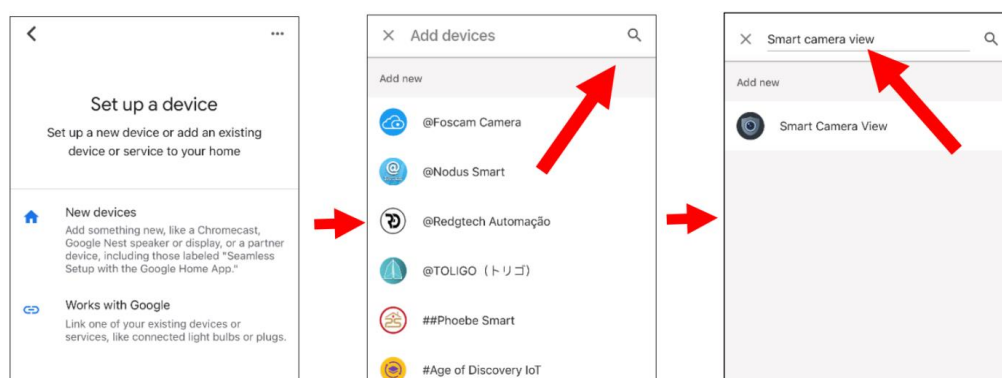 Set up a device
Set up a new device or add an existing
device or service to your home
New devices
Add something new, like a Chromecast,
Google Nest speaker or display, or a partner
device, including those labeled "Seamless
Setup with the Google Home App."
Works with Google
Link one of your existing devices or
services, like connected light bulbs or plugs.
Add devices
Add new
@Foscam Camera
@Nodus Smart
@Redgtech Automação
@TOLIGO（トリゴ）
##Phoebe Smart
#Age of Discovery IoT
Smart camera view
Add new
Smart Camera View